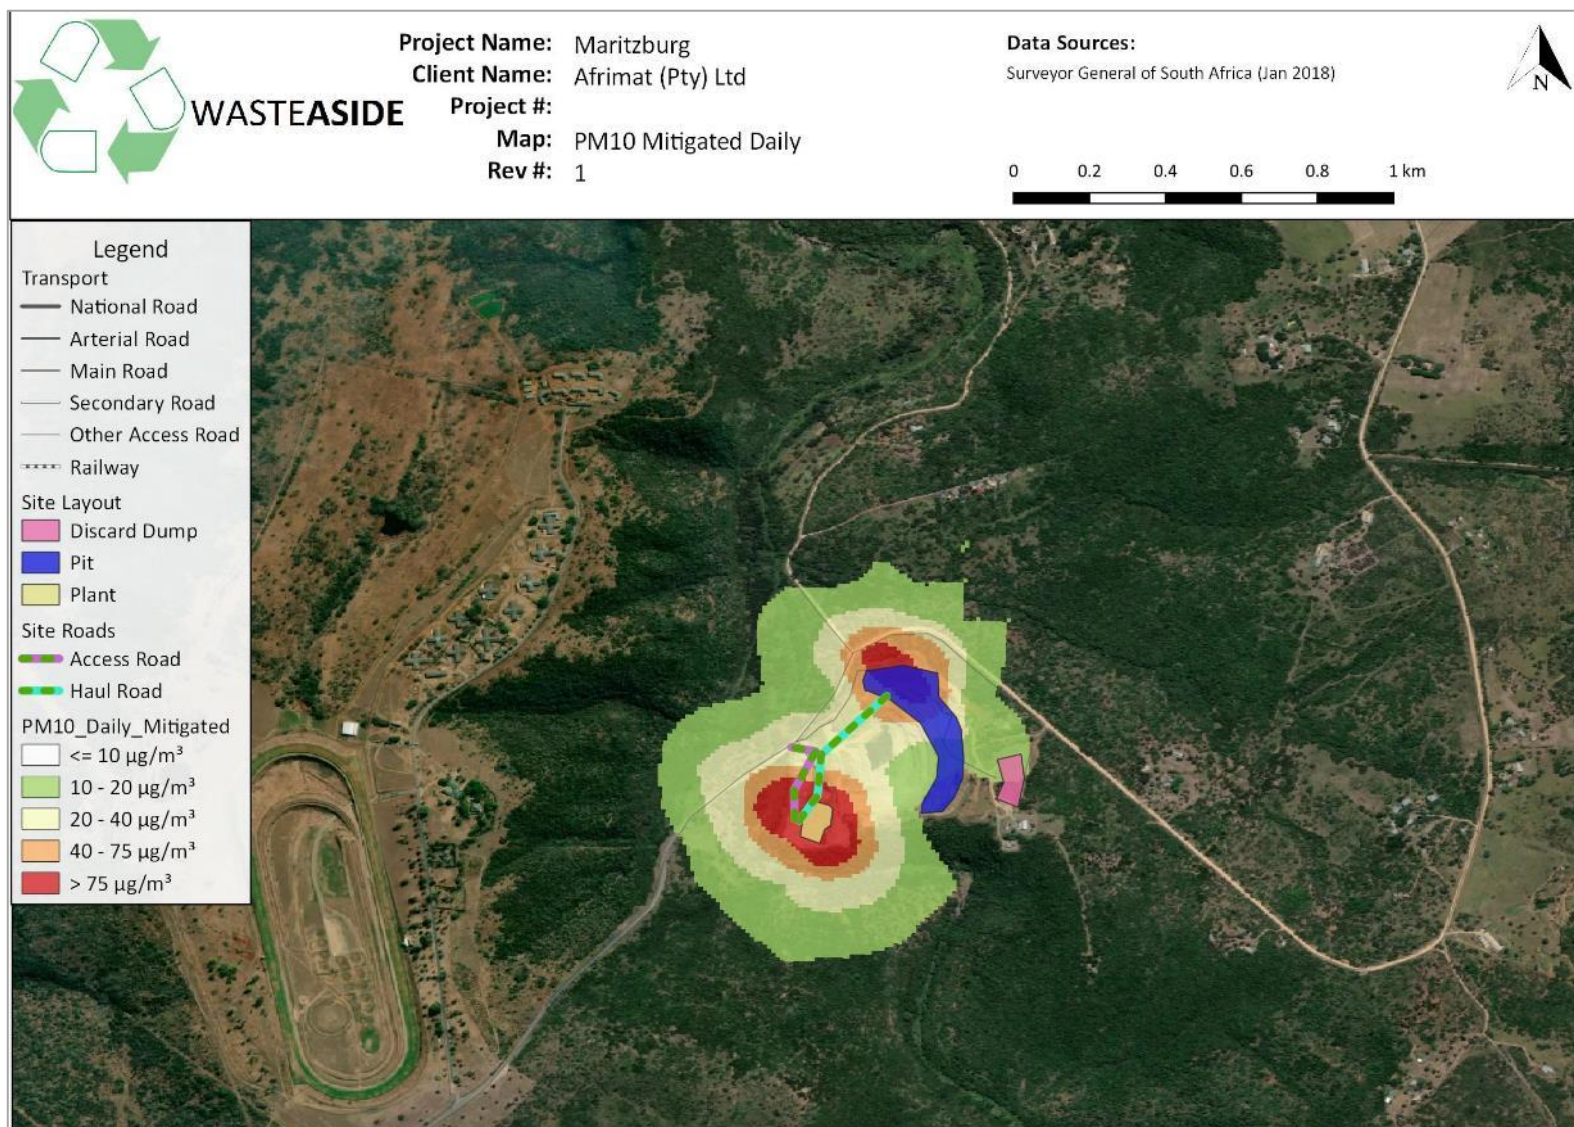 WASTEASIDE
Project Name: Maritzburg
Client Name: Afrimat (Pty) Ltd
Project #:
Map: PM10 Mitigated Daily
Rev #: 1
Data Sources:
Surveyor General of South Africa (Jan 2018)
N
0 0.2 0.4 0.6 0.8 1 km
Legend
Transport
National Road
Arterial Road
Main Road
Secondary Road
Other Access Road
Railway
Site Layout
Discard Dump
Pit
Plant
Site Roads
Access Road
Haul Road
PM10_Daily_Mitigated
<= 10 µg/m³
10 - 20 µg/m³
20 - 40 µg/m³
40 - 75 µg/m³
> 75 µg/m³